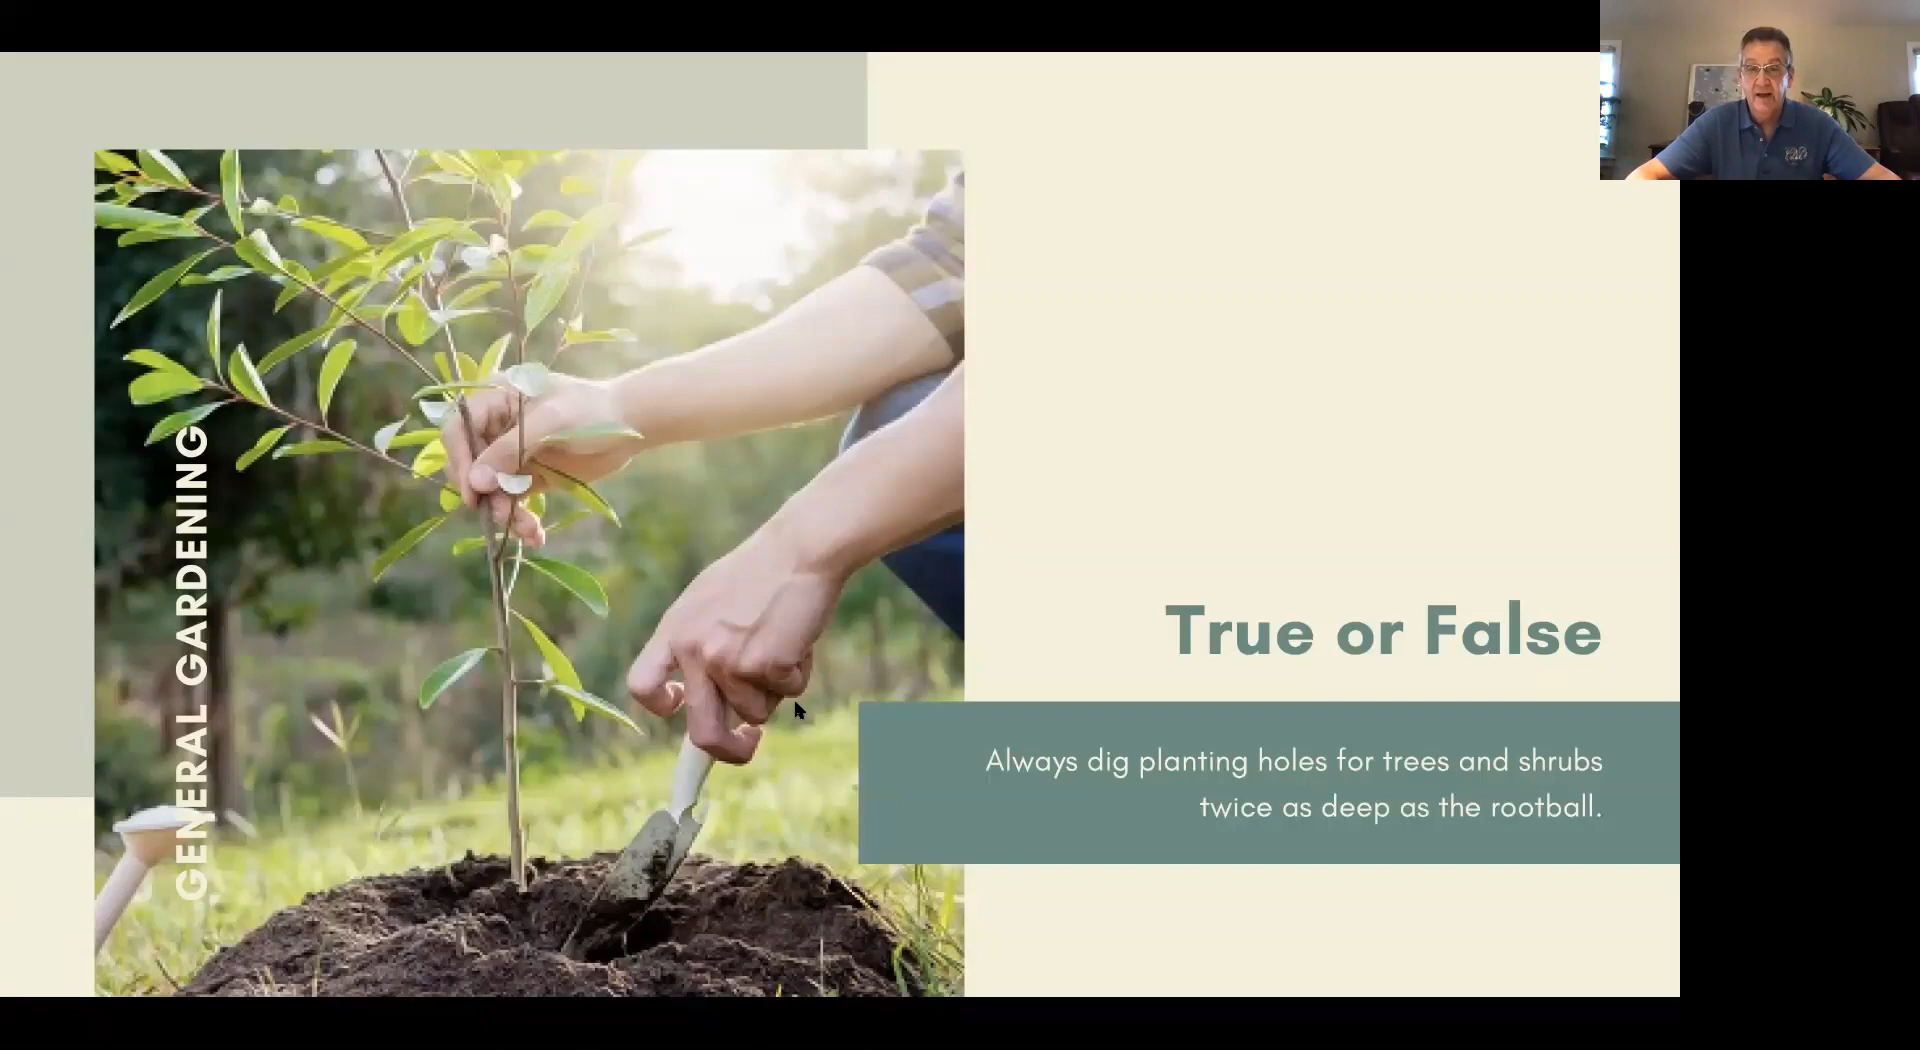 GENERAL GARDENING
True or False
Always dig planting holes for trees and shrubs
twice as deep as the rootball.